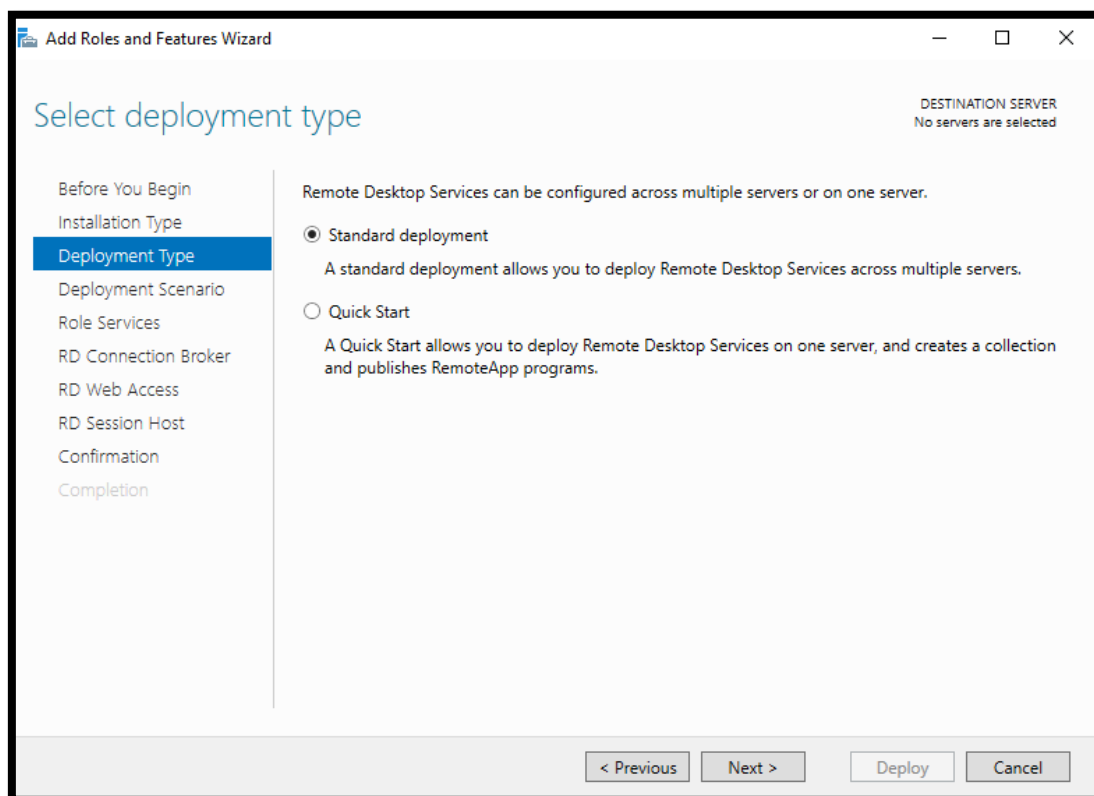 Add Roles and Features Wizard
Select deployment type
DESTINATION SERVER
No servers are selected
Before You Begin
Installation Type
Deployment Type
Deployment Scenario
Role Services
RD Connection Broker
RD Web Access
RD Session Host
Confirmation
Completion
Remote Desktop Services can be configured across multiple servers or on one server.
Standard deployment
A standard deployment allows you to deploy Remote Desktop Services across multiple servers.
Quick Start
A Quick Start allows you to deploy Remote Desktop Services on one server, and creates a collection
and publishes RemoteApp programs.
< Previous
Next >
Deploy
Cancel